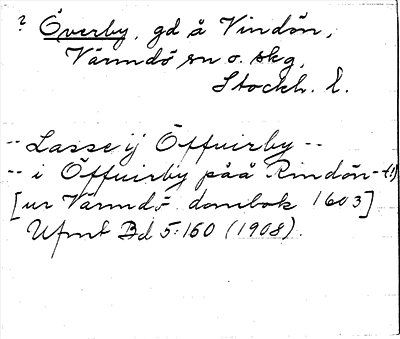 ? Överby, gd å Vindön,
Värmdö sn o. skg,
Stockh. l.
-- Lasse ij Öffuirby --
-- i Öffuirby påå Rindön -(!)
[ur Värmdö dombok 1603]
Ufmt Bd 5:160 (1908).